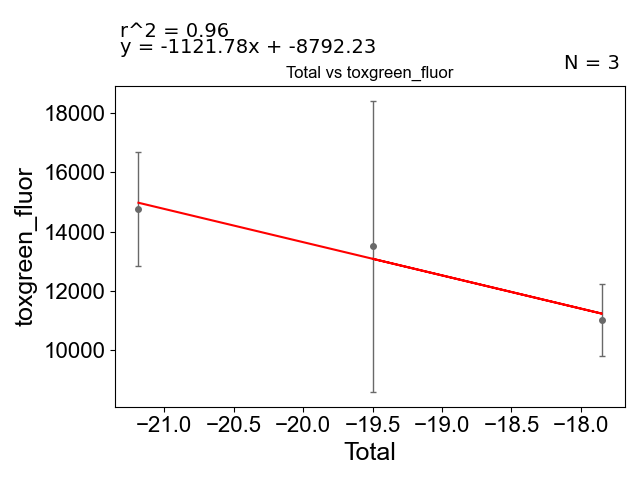 r^2 = 0.96
y = -1121.78x + -8792.23
N = 3
Total vs toxgreen_fluor
18000
16000
14000
12000
10000
toxgreen_fluor
−21.0 −20.5 −20.0 −19.5 −19.0 −18.5 −18.0
Total